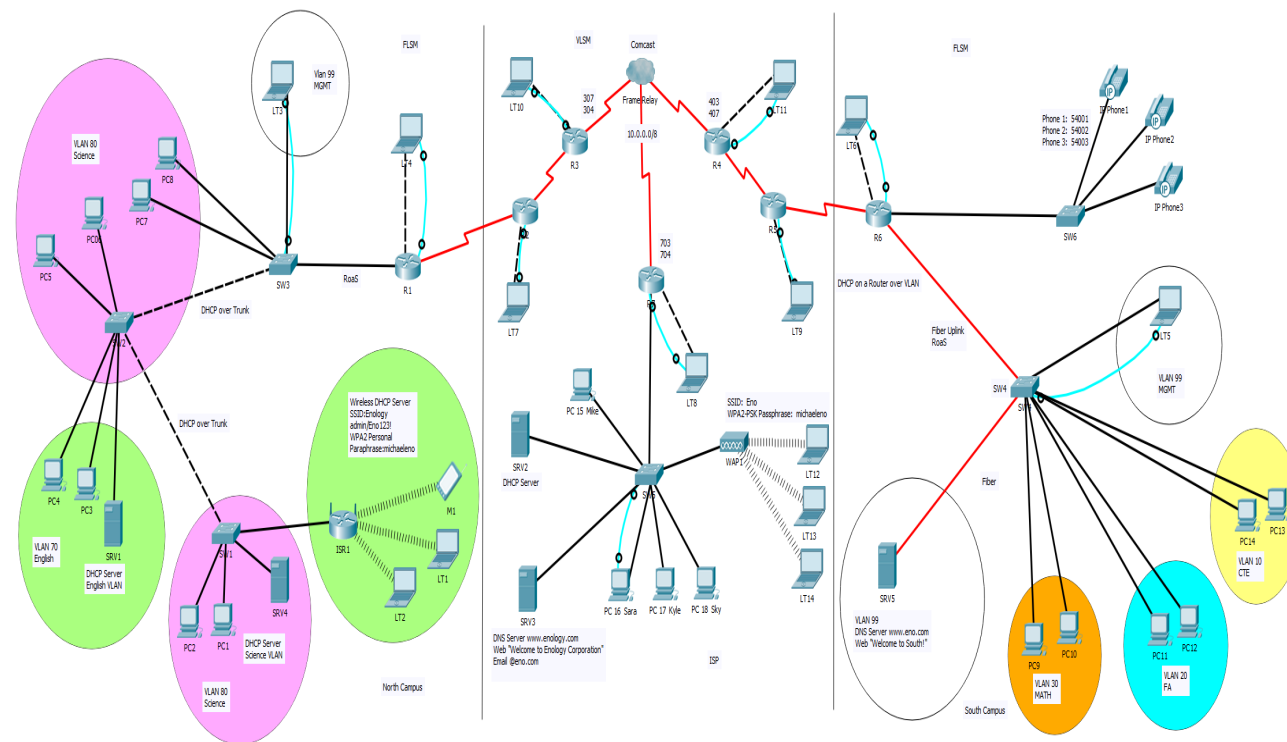 FLSM
Vlan 99
MGMT
LT3
LT4
VLAN 80
Science
PC8
PC7
PC06
PC5
SW3
RoaS
R1
DHCP over Trunk
SW2
DHCP over Trunk
PC4
PC3
SRV1
VLAN 70
English
DHCP Server
English VLAN
Wireless DHCP Server
SSID:Enology
admin/Eno123!
WPA2 Personal
Paraphrase:michaeleno
M1
ISR1
LT1
LT2
SW1
SRV4
PC2
PC1
DHCP Server
Science VLAN
VLAN 80
Science
North Campus
VLSM
Comcast
LT10
307
304
Frame Relay
403
407
LT11
10.0.0.0/8
R3
R4
R5
LT7
703
704
LT9
LT8
PC 15 Mike
SSID: Eno
WPA2-PSK Passphrase: michaeleno
SRV2
DHCP Server
WAP1
LT12
SW5
LT13
LT14
SRV3
PC 16 Sara
PC 17 Kyle
PC 18 Sky
DNS Server www.enology.com
Web "Welcome to Enology Corporation"
Email @eno.com
ISP
FLSM
LT6
IP
IP Phone1
Phone 1: 54001
Phone 2: 54002
Phone 3: 54003
IP
IP Phone2
IP
IP Phone3
R6
SW6
DHCP on a Router over VLAN
Fiber Uplink
RoaS
LT5
VLAN 99
MGMT
SW4
SW4
Fiber
PC14
PC13
VLAN 10
CTE
SRV5
VLAN 99
DNS Server www.eno.com
Web "Welcome to South!"
PC9
PC10
VLAN 30
MATH
PC11
PC12
VLAN 20
FA
South Campus